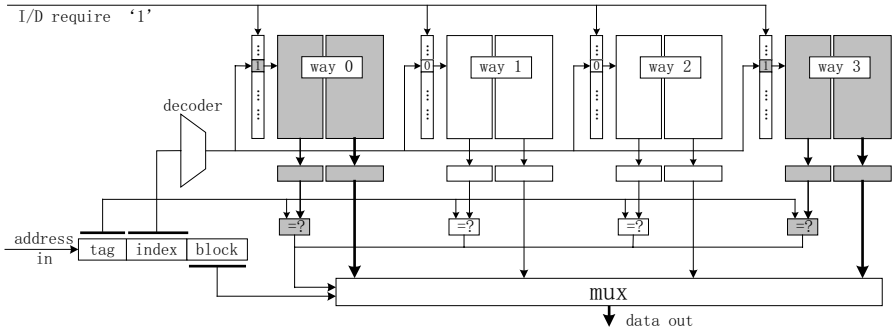 I/D require ‘1’
⋮ ⋮ ⋮ ⋮
1 way 0 0 way 1 0 way 2 1 way 3
⋮ ⋮ ⋮ ⋮
decoder
=? =? =? =?
address in
tag index block
mux
data out